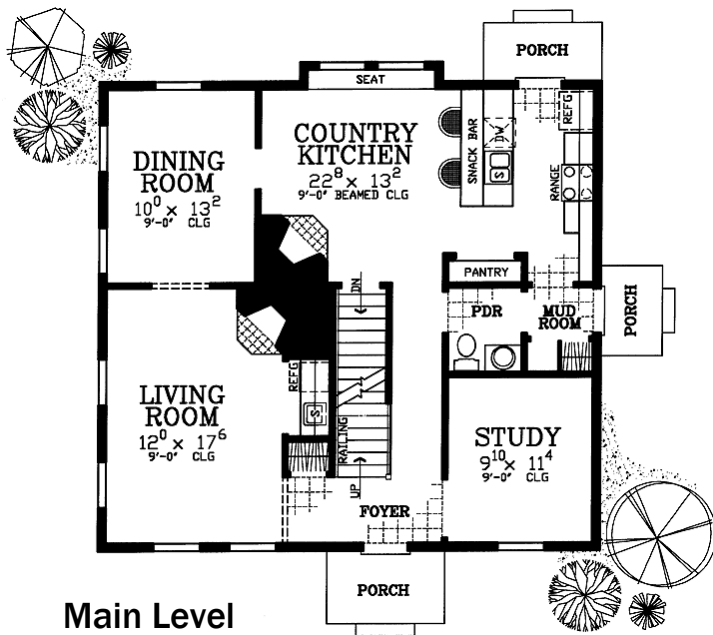 PORCH
SEAT
COUNTRY
KITCHEN
22⁸ x 13²
9'-0" BEAMED CLG
SNACK BAR
DW
S
REFG
RANGE
DINING
ROOM
10⁰ x 13²
9'-0" CLG
PANTRY
DN
PDR
MUD
ROOM
PORCH
LIVING
ROOM
12⁰ x 17⁶
9'-0" CLG
REFG
S
RAILING
UP
STUDY
9¹⁰ x 11⁴
9'-0" CLG
FOYER
PORCH
Main Level